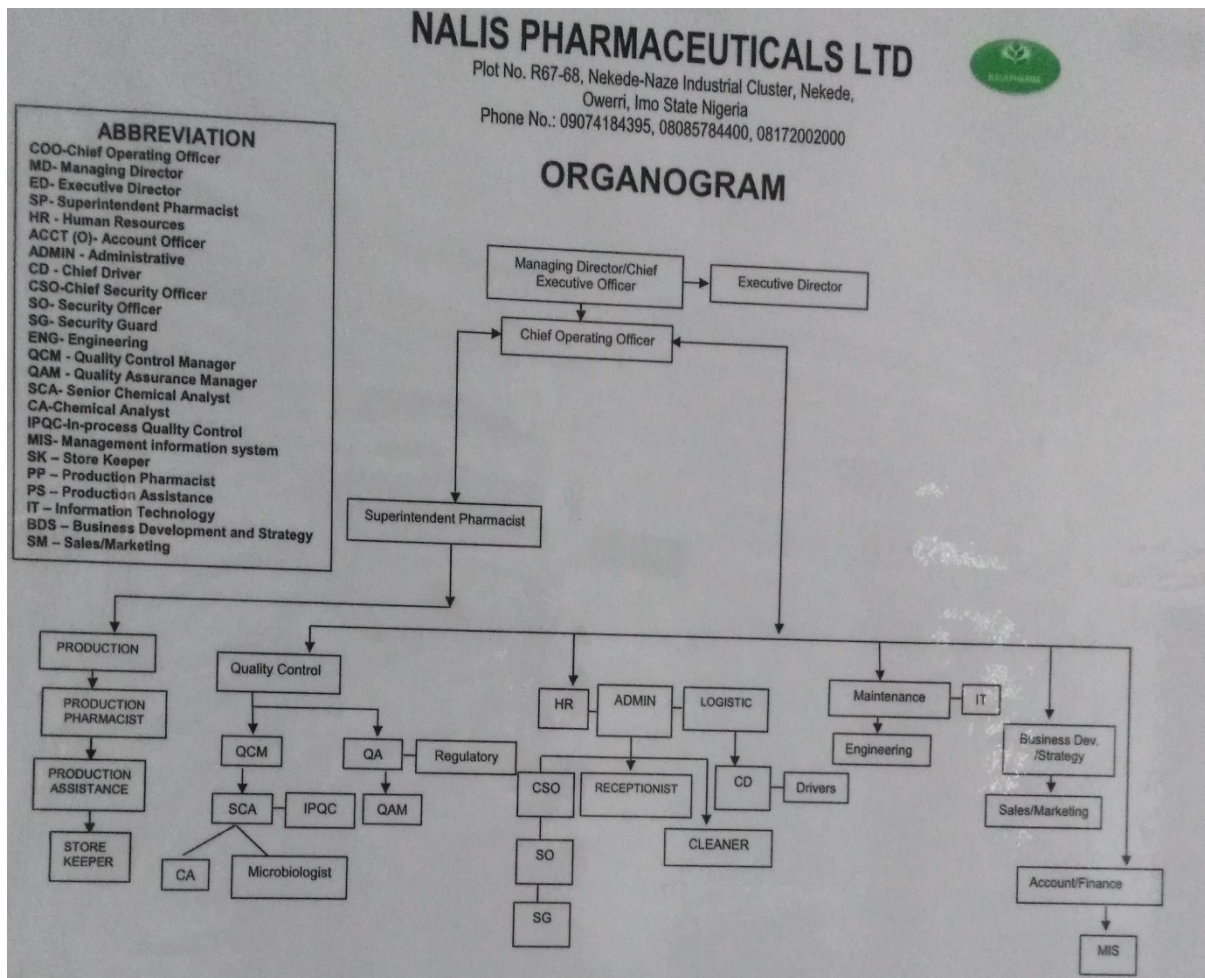 NALIS PHARMACEUTICALS LTD
Plot No. R67-68, Nekede-Naze Industrial Cluster, Nekede,
Owerri, Imo State Nigeria
Phone No.: 09074184395, 08085784400, 08172002000
ORGANOGRAM
ABBREVIATION
COO-Chief Operating Officer
MD- Managing Director
ED- Executive Director
SP- Superintendent Pharmacist
HR - Human Resources
ACCT (O)- Account Officer
ADMIN - Administrative
CD - Chief Driver
CSO-Chief Security Officer
SO- Security Officer
SG- Security Guard
ENG- Engineering
QCM - Quality Control Manager
QAM - Quality Assurance Manager
SCA- Senior Chemical Analyst
CA-Chemical Analyst
IPQC-In-process Quality Control
MIS- Management information system
SK – Store Keeper
PP – Production Pharmacist
PS – Production Assistance
IT – Information Technology
BDS – Business Development and Strategy
SM – Sales/Marketing
Managing Director/Chief
Executive Officer
Executive Director
Chief Operating Officer
Superintendent Pharmacist
PRODUCTION
PRODUCTION
PHARMACIST
PRODUCTION
ASSISTANCE
STORE
KEEPER
Quality Control
QCM
QA
Regulatory
SCA
IPQC
QAM
CA
Microbiologist
HR
ADMIN
LOGISTIC
CSO
RECEPTIONIST
CD
Drivers
CLEANER
SO
SG
Maintenance
IT
Engineering
Business Dev.
/Strategy
Sales/Marketing
Account/Finance
MIS